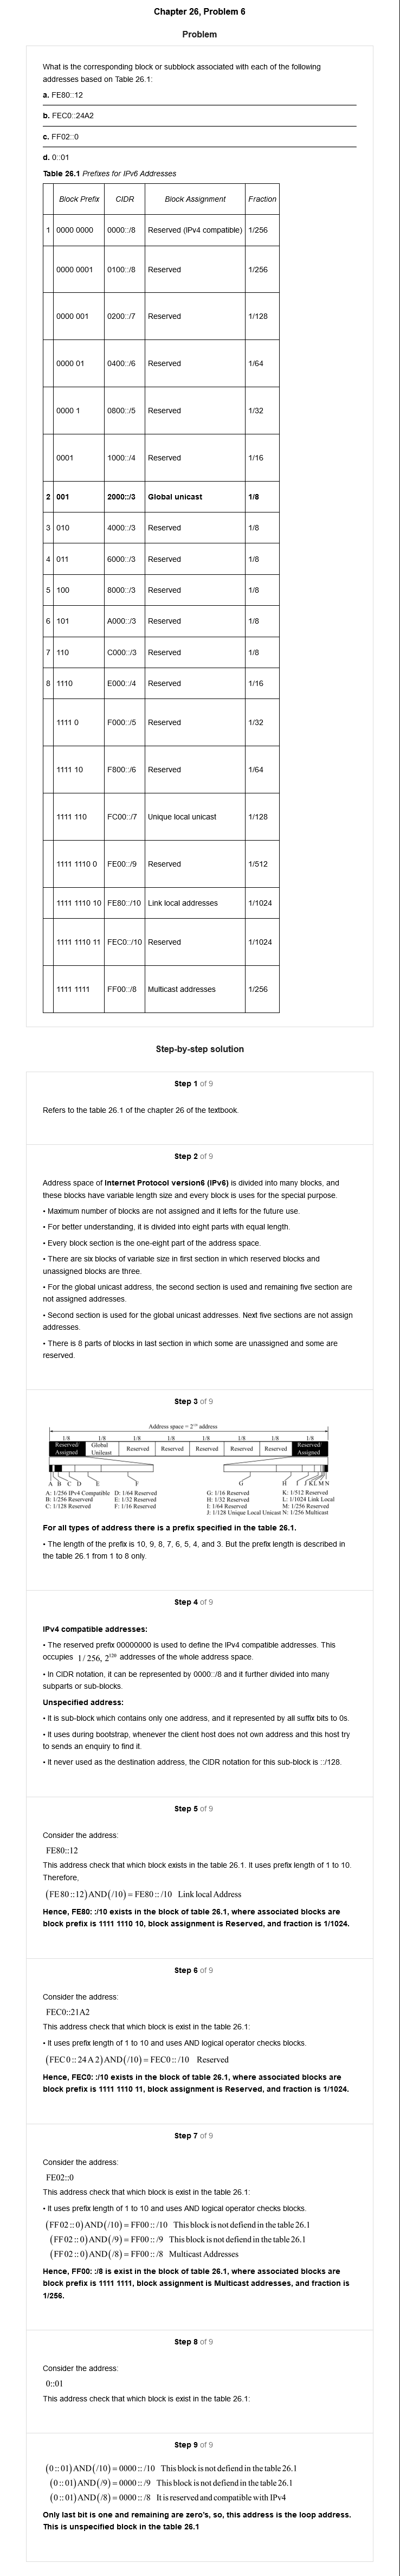 Chapter 26, Problem 6
Problem
What is the corresponding block or subblock associated with each of the following
addresses based on Table 26.1:
a. FE80::12
b. FEC0::24A2
c. FF02::0
d. 0::01
Table 26.1 Prefixes for IPv6 Addresses
Block Prefix CIDR Block Assignment Fraction
1 0000 0000 0000::/8 Reserved (IPv4 compatible) 1/256
0000 0001 0100::/8 Reserved 1/256
0000 001 0200::/7 Reserved 1/128
0000 01 0400::/6 Reserved 1/64
0000 1 0800::/5 Reserved 1/32
0001 1000::/4 Reserved 1/16
2 001 2000::/3 Global unicast 1/8
3 010 4000::/3 Reserved 1/8
4 011 6000::/3 Reserved 1/8
5 100 8000::/3 Reserved 1/8
6 101 A000::/3 Reserved 1/8
7 110 C000::/3 Reserved 1/8
8 1110 E000::/4 Reserved 1/16
1111 0 F000::/5 Reserved 1/32
1111 10 F800::/6 Reserved 1/64
1111 110 FC00::/7 Unique local unicast 1/128
1111 1110 0 FE00::/9 Reserved 1/512
1111 1110 10 FE80::/10 Link local addresses 1/1024
1111 1110 11 FEC0::/10 Reserved 1/1024
1111 1111 FF00::/8 Multicast addresses 1/256
Step-by-step solution
Step 1 of 9
Refers to the table 26.1 of the chapter 26 of the textbook.
Step 2 of 9
Address space of Internet Protocol version6 (IPv6) is divided into many blocks, and
these blocks have variable length size and every block is uses for the special purpose.
• Maximum number of blocks are not assigned and it lefts for the future use.
• For better understanding, it is divided into eight parts with equal length.
• Every block section is the one-eight part of the address space.
• There are six blocks of variable size in first section in which reserved blocks and
unassigned blocks are three.
• For the global unicast address, the second section is used and remaining five section are
not assigned addresses.
• Second section is used for the global unicast addresses. Next five sections are not assign
addresses.
• There is 8 parts of blocks in last section in which some are unassigned and some are
reserved.
Step 3 of 9
Address space = 2¹²⁸ address
1/8 1/8 1/8 1/8 1/8 1/8 1/8 1/8
Reserved/ Assigned Global Unileast Reserved Reserved Reserved Reserved Reserved Reserved/ Assigned
A B C D E F G H I J K L M N
A: 1/256 IPv4 Compatible D: 1/64 Reserved G: 1/16 Reserved K: 1/512 Reserved
B: 1/256 Reserverd E: 1/32 Reserved H: 1/32 Reserved L: 1/1024 Link Local
C: 1/128 Reserved F: 1/16 Reserved I: 1/64 Reserved M: 1/256 Reserved
J: 1/128 Unique Local Unicast N: 1/256 Multicast
For all types of address there is a prefix specified in the table 26.1.
• The length of the prefix is 10, 9, 8, 7, 6, 5, 4, and 3. But the prefix length is described in
the table 26.1 from 1 to 8 only.
Step 4 of 9
IPv4 compatible addresses:
• The reserved prefix 00000000 is used to define the IPv4 compatible addresses. This
occupies 1/256, 2¹²⁰ addresses of the whole address space.
• In CIDR notation, it can be represented by 0000::/8 and it further divided into many
subparts or sub-blocks.
Unspecified address:
• It is sub-block which contains only one address, and it represented by all suffix bits to 0s.
• It uses during bootstrap, whenever the client host does not own address and this host try
to sends an enquiry to find it.
• It never used as the destination address, the CIDR notation for this sub-block is ::/128.
Step 5 of 9
Consider the address:
FE80::12
This address check that which block exists in the table 26.1. It uses prefix length of 1 to 10.
Therefore,
(FE80::12)AND(/10) = FE80::/10 Link local Address
Hence, FE80: :/10 exists in the block of table 26.1, where associated blocks are
block prefix is 1111 1110 10, block assignment is Reserved, and fraction is 1/1024.
Step 6 of 9
Consider the address:
FEC0::21A2
This address check that which block is exist in the table 26.1:
• It uses prefix length of 1 to 10 and uses AND logical operator checks blocks.
(FEC0::24A2)AND(/10) = FEC0::/10 Reserved
Hence, FEC0: :/10 exists in the block of table 26.1, where associated blocks are
block prefix is 1111 1110 11, block assignment is Reserved, and fraction is 1/1024.
Step 7 of 9
Consider the address:
FE02::0
This address check that which block is exist in the table 26.1:
• It uses prefix length of 1 to 10 and uses AND logical operator checks blocks.
(FF02::0)AND(/10) = FF00::/10 This block is not defiend in the table 26.1
(FF02::0)AND(/9) = FF00::/9 This block is not defiend in the table 26.1
(FF02::0)AND(/8) = FF00::/8 Multicast Addresses
Hence, FF00: :/8 is exist in the block of table 26.1, where associated blocks are
block prefix is 1111 1111, block assignment is Multicast addresses, and fraction is
1/256.
Step 8 of 9
Consider the address:
0::01
This address check that which block is exist in the table 26.1:
Step 9 of 9
(0::01)AND(/10) = 0000::/10 This block is not defiend in the table 26.1
(0::01)AND(/9) = 0000::/9 This block is not defiend in the table 26.1
(0::01)AND(/8) = 0000::/8 It is reserved and compatible with IPv4
Only last bit is one and remaining are zero's, so, this address is the loop address.
This is unspecified block in the table 26.1